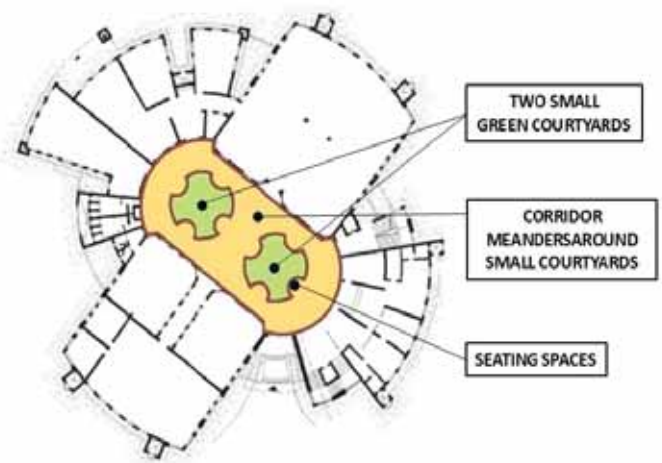 TWO SMALL
GREEN COURTYARDS
CORRIDOR
MEANDERSAROUND
SMALL COURTYARDS
SEATING SPACES